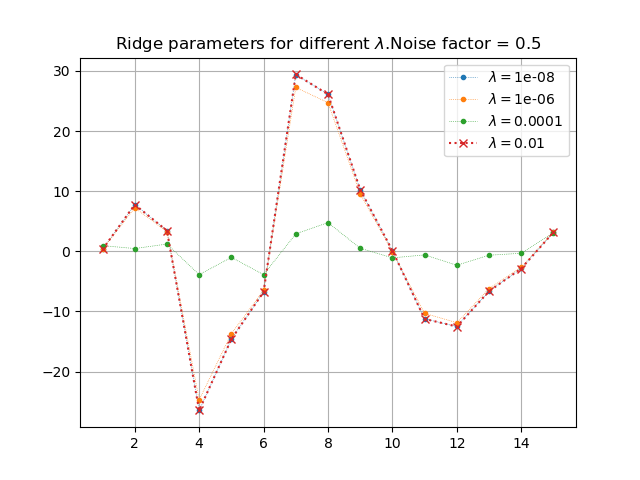 Ridge parameters for different λ.Noise factor = 0.5
λ = 1e-08
λ = 1e-06
λ = 0.0001
λ = 0.01
30
20
10
0
−10
−20
2 4 6 8 10 12 14